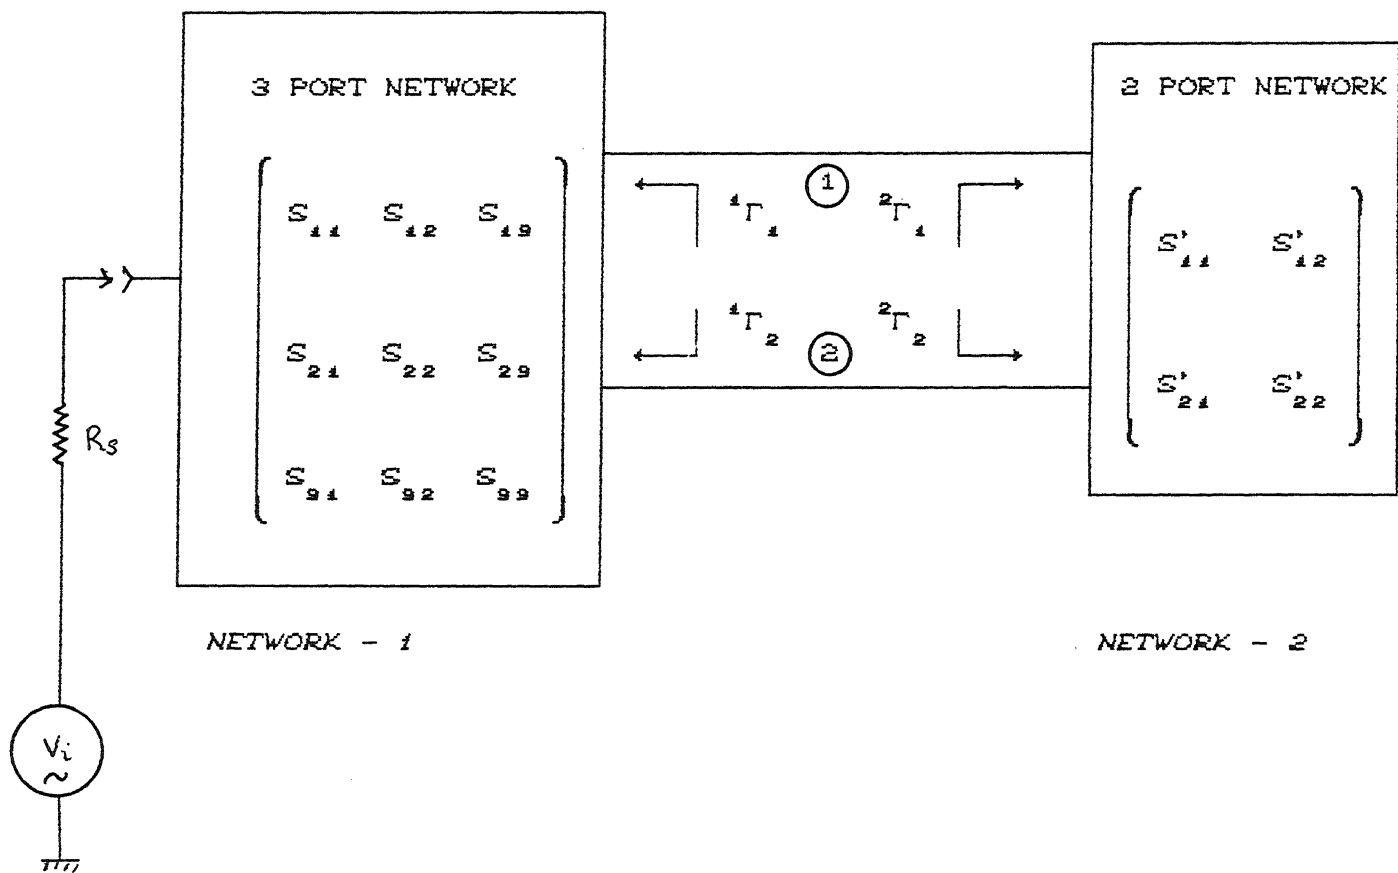 3 PORT NETWORK
2 PORT NETWORK
S₁₁ S₁₂ S₁₃
S₂₁ S₂₂ S₂₃
S₃₁ S₃₂ S₃₃
1
¹Γ₁ ²Γ₁
¹Γ₂ ²Γ₂
2
S'₁₁ S'₁₂
S'₂₁ S'₂₂
Rs
NETWORK - 1
NETWORK - 2
Vi
~